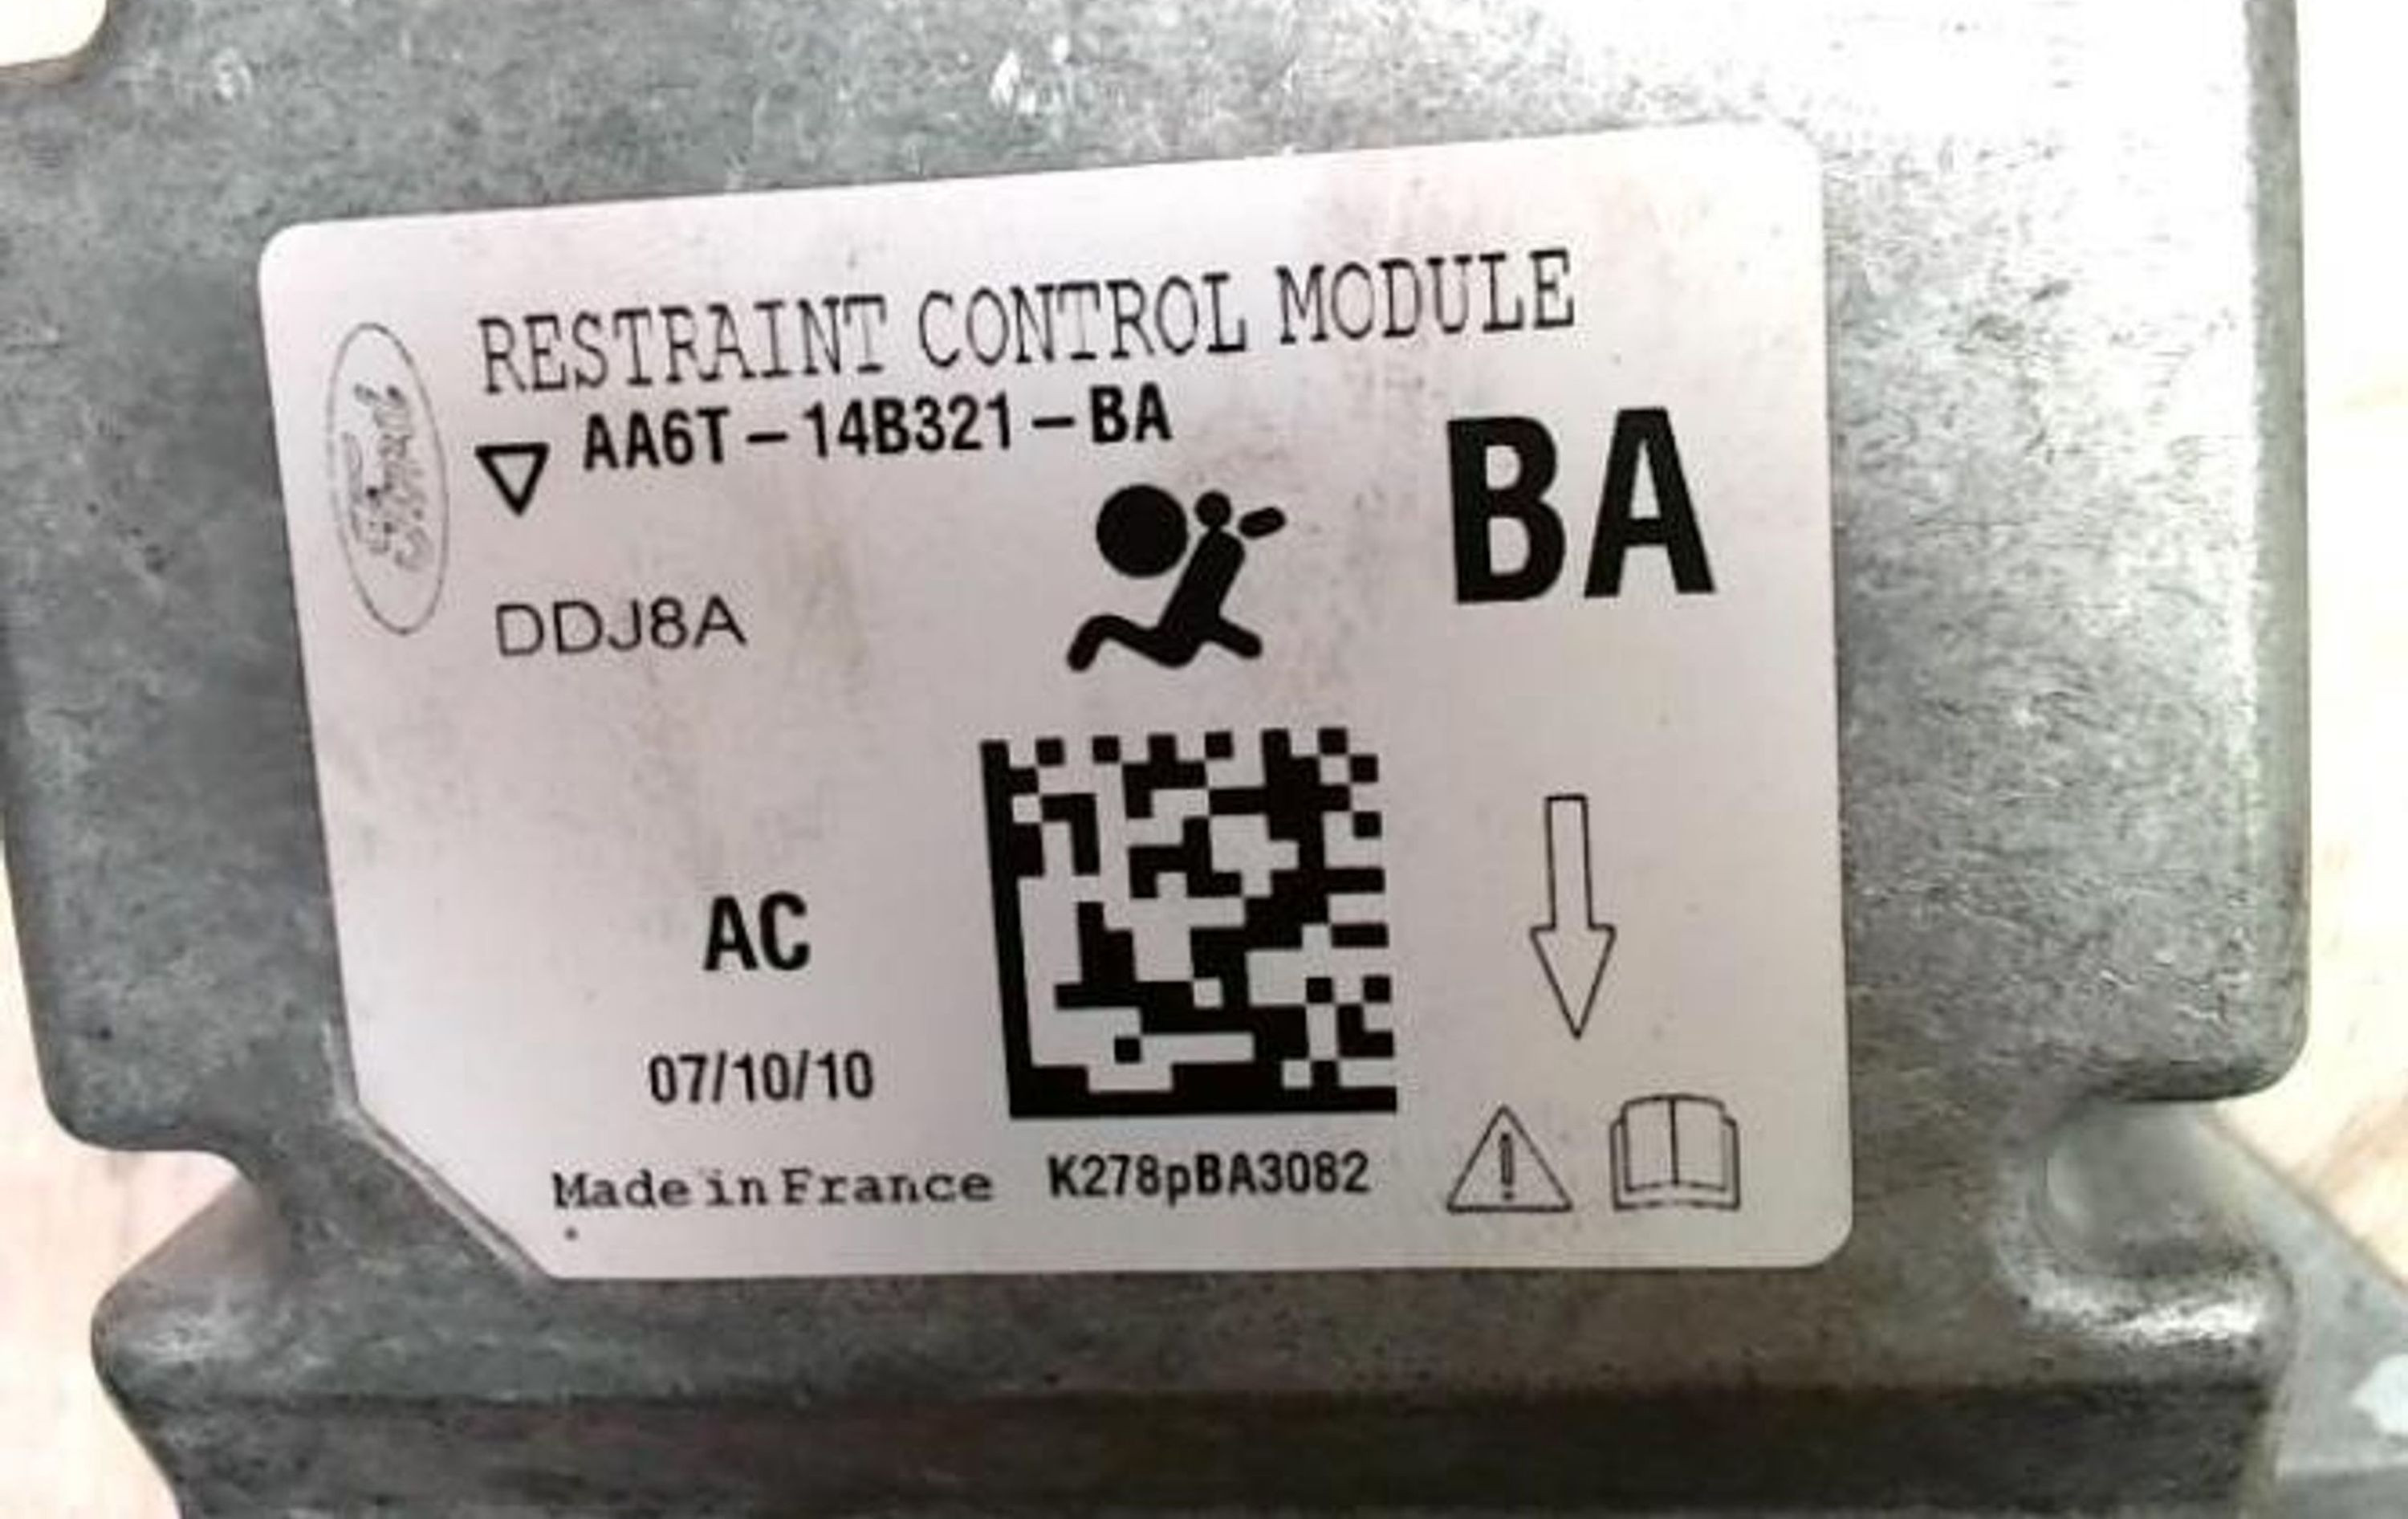 RESTRAINT CONTROL MODULE
AA6T-14B321-BA
BA
DDJ8A
AC
07/10/10
Made in France K278pBA3082